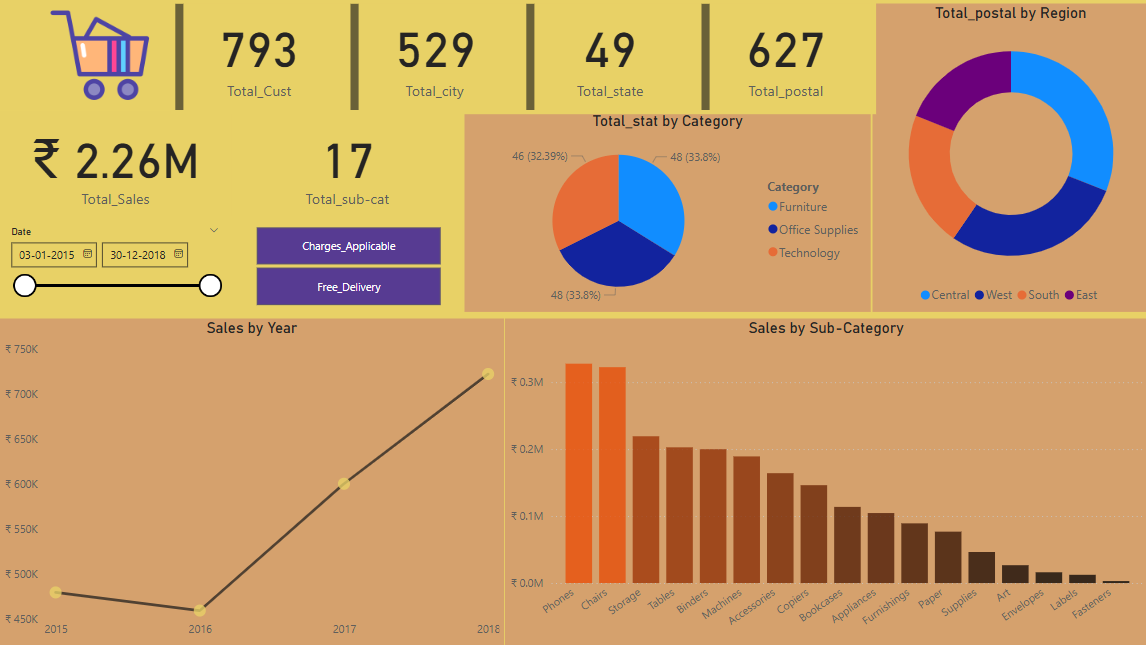 793
Total_Cust
529
Total_city
49
Total_state
627
Total_postal
₹ 2.26M
Total_Sales
17
Total_sub-cat
Date
03-01-2015
30-12-2018
Charges_Applicable
Free_Delivery
Total_stat by Category
46 (32.39%)
48 (33.8%)
48 (33.8%)
Category
Furniture
Office Supplies
Technology
Total_postal by Region
Central West South East
Sales by Year
₹ 750K
₹ 700K
₹ 650K
₹ 600K
₹ 550K
₹ 500K
₹ 450K
2015 2016 2017 2018
Sales by Sub-Category
₹ 0.3M
₹ 0.2M
₹ 0.1M
₹ 0.0M
Phones
Chairs
Storage
Tables
Binders
Machines
Accessories
Copiers
Bookcases
Appliances
Furnishings
Paper
Supplies
Art
Envelopes
Labels
Fasteners